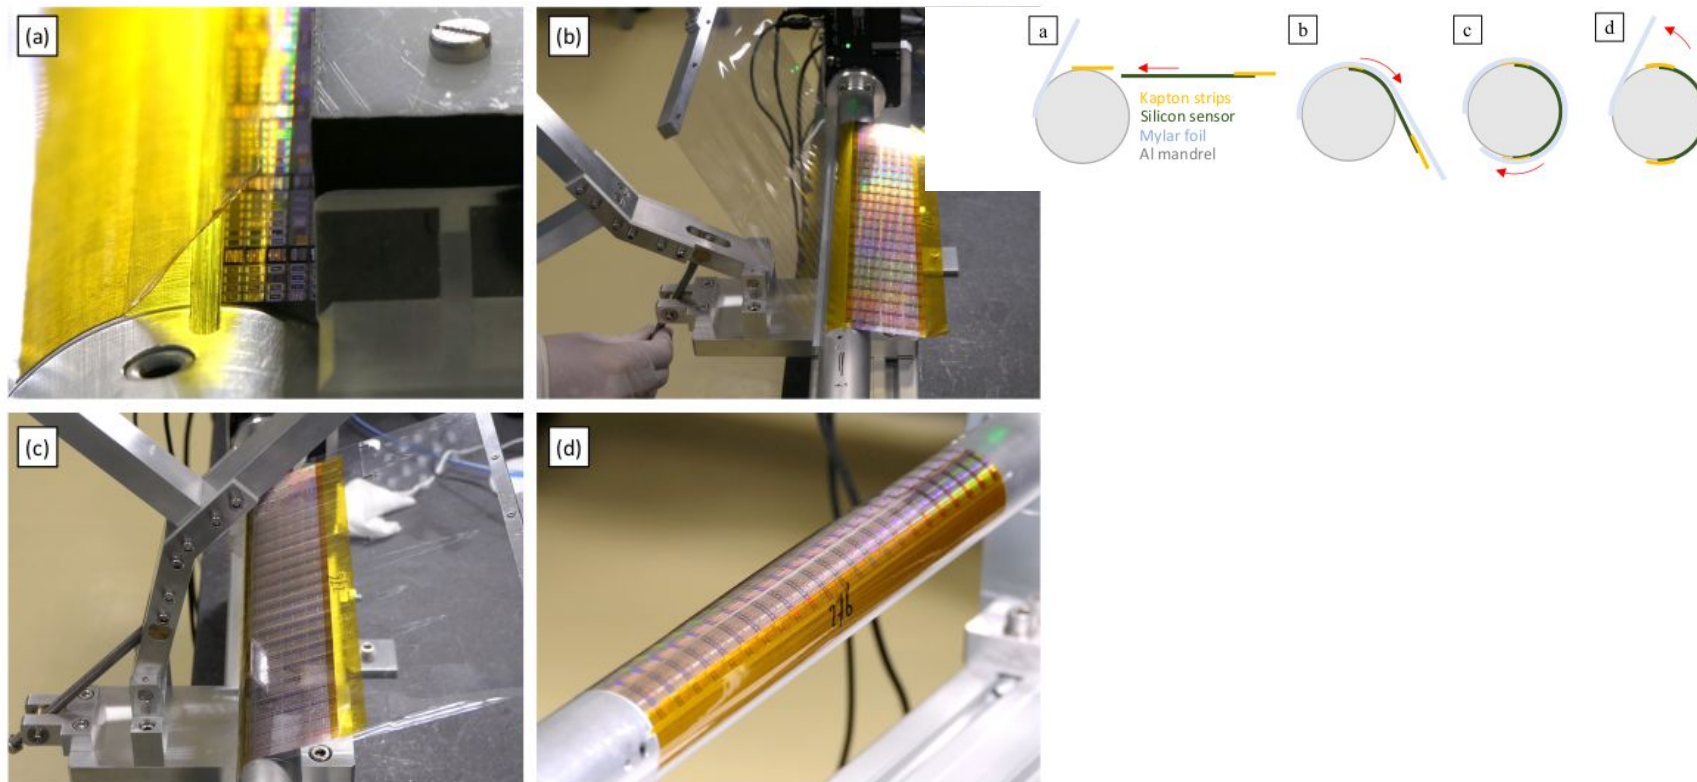 (a)
(b)
a
b
c
d
Kapton strips
Silicon sensor
Mylar foil
Al mandrel
(c)
(d)